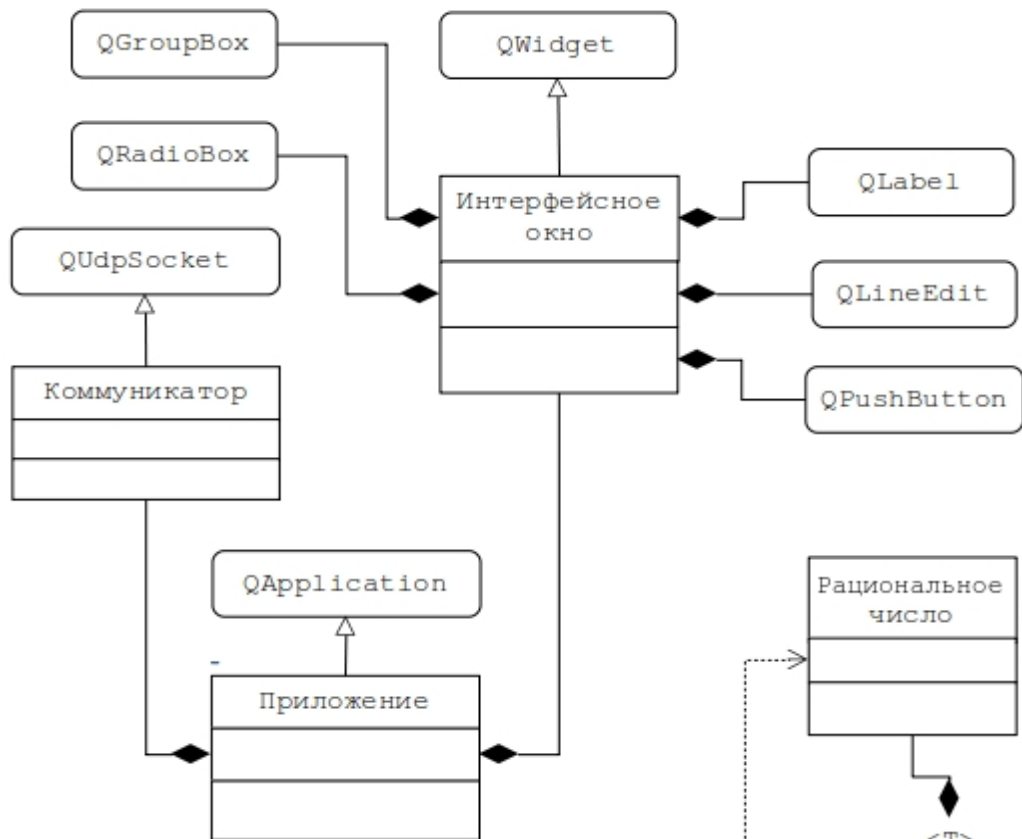 QGroupBox
QWidget
QRadioBox
QLabel
Интерфейсное
окно
QUdpSocket
QLineEdit
Коммуникатор
QPushButton
QApplication
Рациональное
число
Приложение
<T>